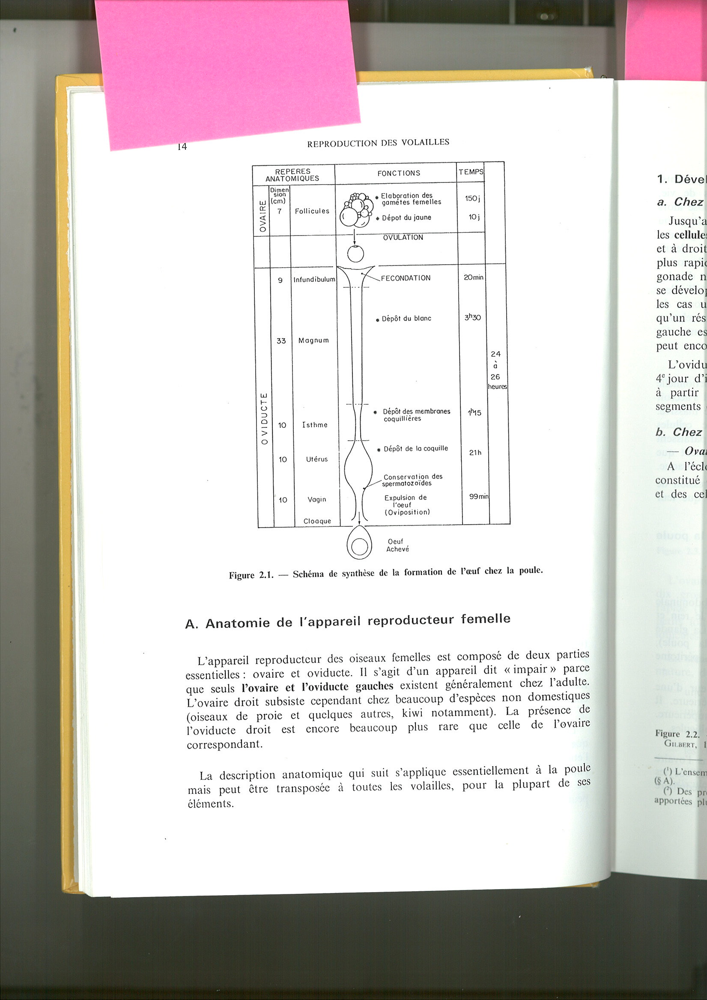 14
REPRODUCTION DES VOLAILLES
REPERES
ANATOMIQUES
FONCTIONS
TEMPS
OVAIRE
Dimen
sion
(cm)
7
Follicules
* Elaboration des
gamètes femelles
150j
* Dépot du jaune
10j
OVULATION
OVIDUCTE
9
Infundibulum
FECONDATION
20min
* Dépôt du blanc
3h30
33
Magnum
24
à
26
heures
* Dépôt des membranes
coquillières
1h15
10
Isthme
* Dépôt de la coquille
21h
10
Utérus
Conservation des
spermatozoïdes
10
Vagin
Expulsion de
l'oeuf
(Oviposition)
99min
Cloaque
Oeuf
Achevé
Figure 2.1. — Schéma de synthèse de la formation de l'œuf chez la poule.
A. Anatomie de l'appareil reproducteur femelle
L'appareil reproducteur des oiseaux femelles est composé de deux parties
essentielles : ovaire et oviducte. Il s'agit d'un appareil dit « impair » parce
que seuls l'ovaire et l'oviducte gauches existent généralement chez l'adulte.
L'ovaire droit subsiste cependant chez beaucoup d'espèces non domestiques
(oiseaux de proie et quelques autres, kiwi notamment). La présence de
l'oviducte droit est encore beaucoup plus rare que celle de l'ovaire
correspondant.
La description anatomique qui suit s'applique essentiellement à la poule
mais peut être transposée à toutes les volailles, pour la plupart de ses
éléments.
1. Dével
a. Chez
Jusqu'a
les cellules
et à droit
plus rapi
gonade n
se dévelo
les cas u
qu'un rés
gauche es
peut enco
L'ovidu
4e jour d'i
à partir
segments
b. Chez
— Ova
A l'écl
constitué
et des cel
Figure 2.2.
GILBERT, 1
(1) L'ensem
(§ A).
(2) Des pr
apportées pl